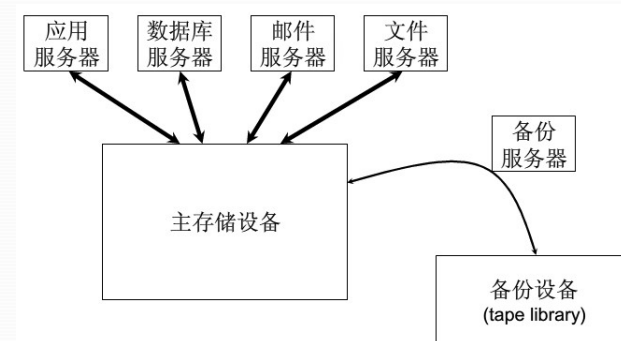 应用
服务器
数据库
服务器
邮件
服务器
文件
服务器
备份
服务器
主存储设备
备份设备
(tape library)